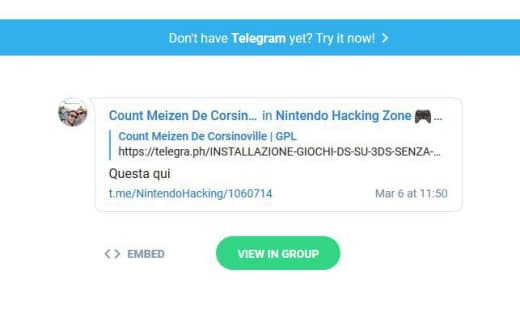 Don't have Telegram yet? Try it now!
Count Meizen De Corsin… in Nintendo Hacking Zone 🎮…
Count Meizen De Corsinoville | GPL
https://telegra.ph/INSTALLAZIONE-GIOCHI-DS-SU-3DS-SENZA-…
Questa qui
t.me/NintendoHacking/1060714 Mar 6 at 11:50
EMBED VIEW IN GROUP